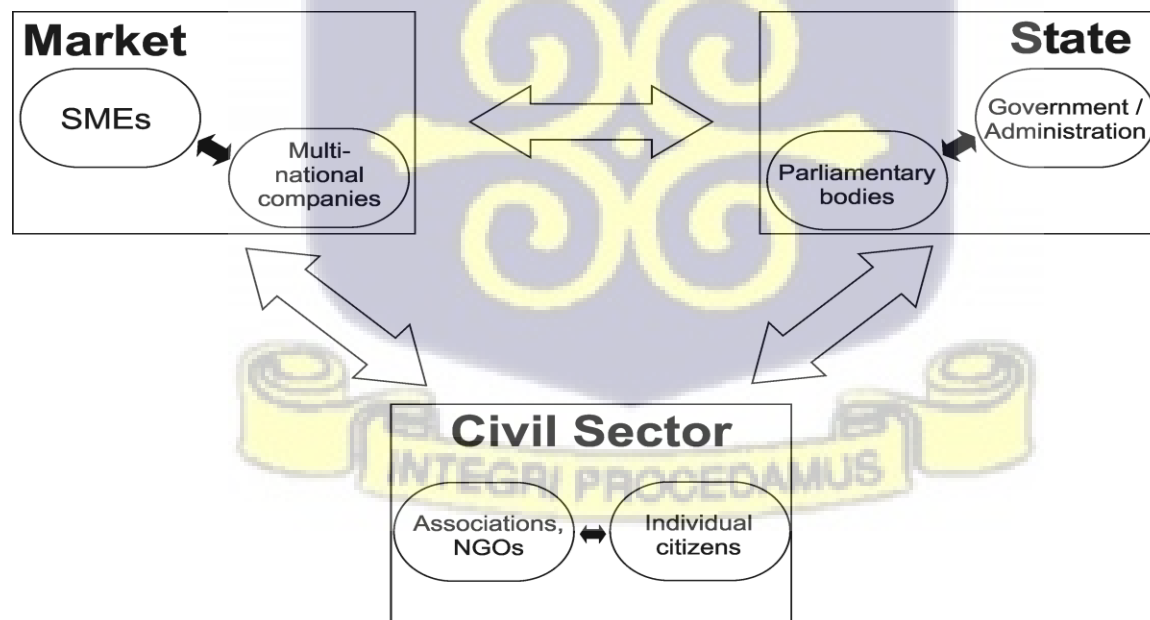 Market
SMEs
Multi-
national
companies
State
Government /
Administration
Parliamentary
bodies
Civil Sector
INTEGRI PROCEDAMUS
Associations,
NGOs
Individual
citizens